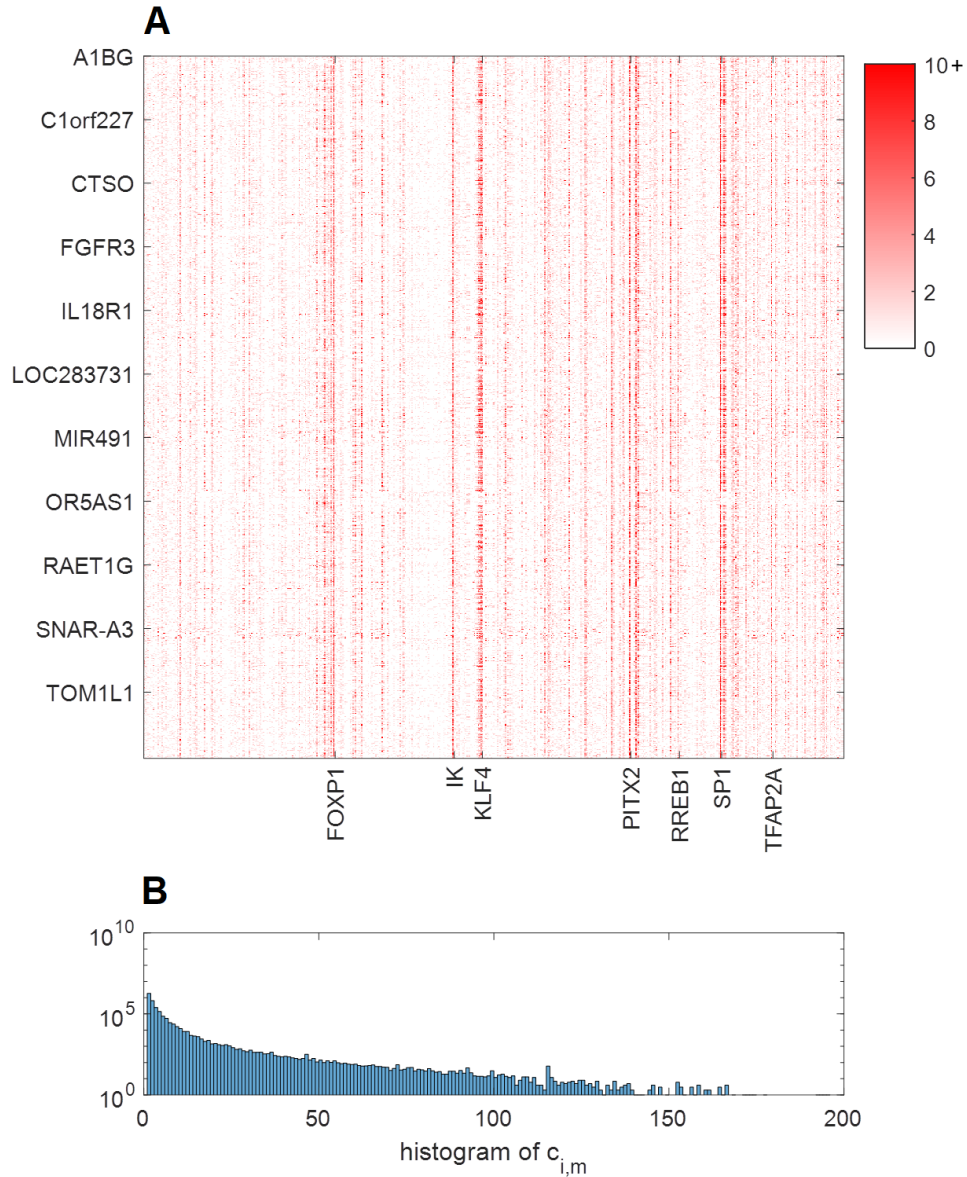 A
A1BG
C1orf227
CTSO
FGFR3
IL18R1
LOC283731
MIR491
OR5AS1
RAET1G
SNAR-A3
TOM1L1
10+
8
6
4
2
0
FOXP1
IK
KLF4
PITX2
RREB1
SP1
TFAP2A
B
10^10
10^5
10^0
0 50 100 150 200
histogram of c_i,m